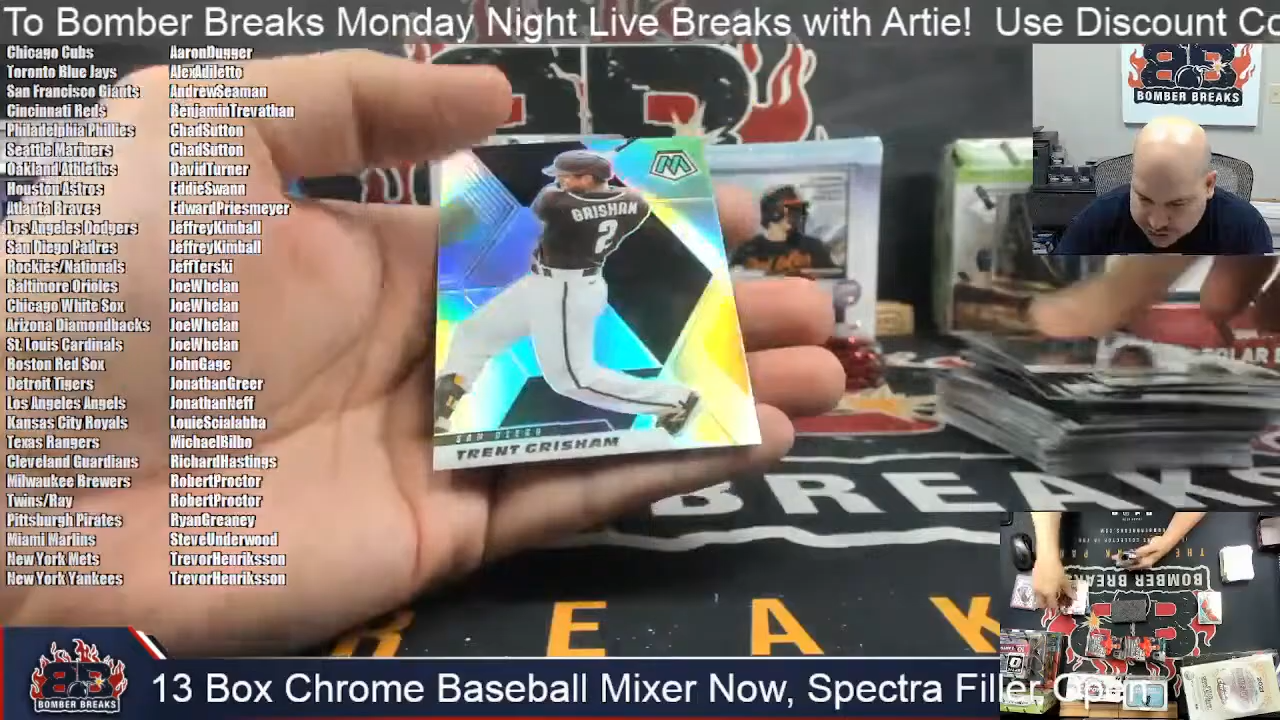 To Bomber Breaks Monday Night Live Breaks with Artie! Use Discount Co
Chicago Cubs AaronDugger
Toronto Blue Jays AlexAdiletto
San Francisco Giants AndrewSeaman
Cincinnati Reds BenjaminTrevathan
Philadelphia Phillies ChadSutton
Seattle Mariners ChadSutton
Oakland Athletics DavidTurner
Houston Astros EddieSwann
Atlanta Braves EdwardPriesmeyer
Los Angeles Dodgers JeffreyKimball
San Diego Padres JeffreyKimball
Rockies/Nationals JeffTerski
Baltimore Orioles JoeWhelan
Chicago White Sox JoeWhelan
Arizona Diamondbacks JoeWhelan
St. Louis Cardinals JoeWhelan
Boston Red Sox JohnGage
Detroit Tigers JonathanGreer
Los Angeles Angels JonathanNeff
Kansas City Royals LouieScialabba
Texas Rangers MichaelBilbo
Cleveland Guardians RichardHastings
Milwaukee Brewers RobertProctor
Twins/Ray RobertProctor
Pittsburgh Pirates RyanGreaney
Miami Marlins SteveUnderwood
New York Mets TrevorHenriksson
New York Yankees TrevorHenriksson
BOMBER BREAKS
M
GRISHAM
2
SAN DIEGO
TRENT GRISHAM
BREAKS
B E A K
BOMBER BREAKS
BOMBER BREAKS
13 Box Chrome Baseball Mixer Now, Spectra Filler Open